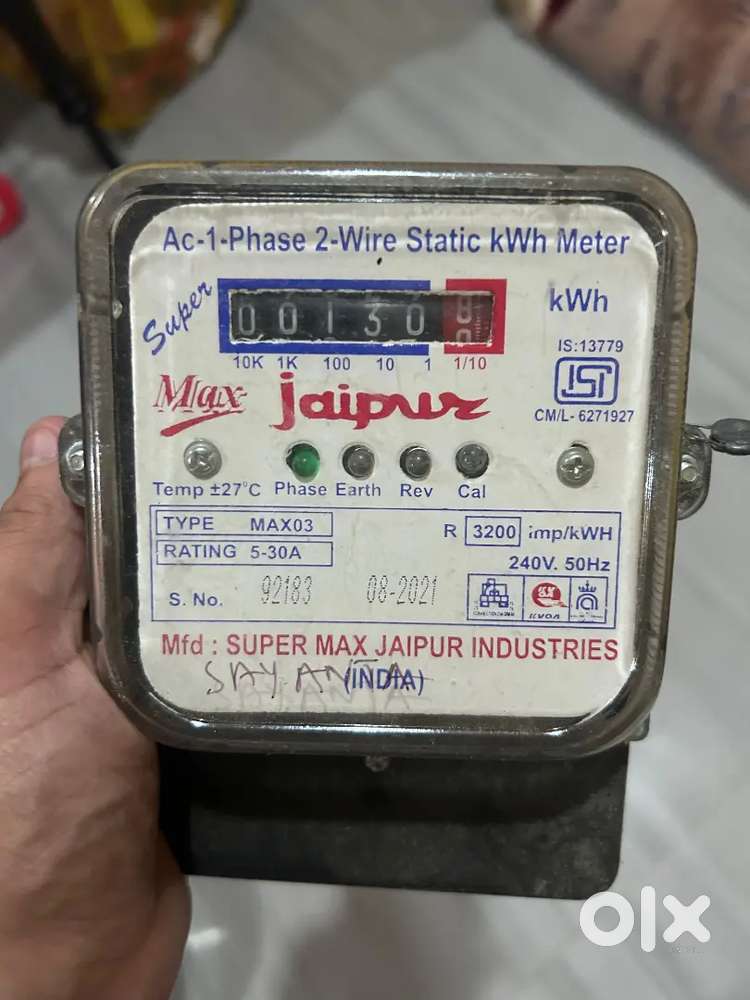 Ac-1-Phase 2-Wire Static kWh Meter
Super
00130
kWh
10K 1K 100 10 1 1/10
IS:13779
ISI
CM/L- 6271927
Max
jaipur
Temp ±27°C Phase Earth Rev Cal
TYPE MAX03
R 3200 imp/kWH
RATING 5-30A
240V. 50Hz
S. No. 92183 08-2021
Mfd : SUPER MAX JAIPUR INDUSTRIES
(INDIA)
SAYANTA
olx